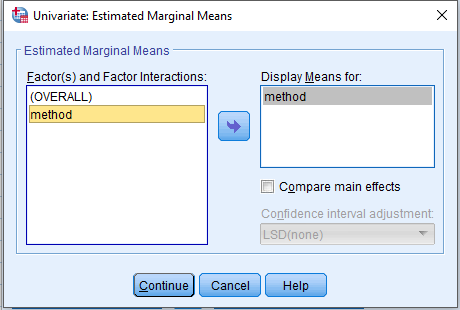 Univariate: Estimated Marginal Means
Estimated Marginal Means
Factor(s) and Factor Interactions:
(OVERALL)
method
Display Means for:
method
Compare main effects
Confidence interval adjustment:
LSD(none)
Continue
Cancel
Help